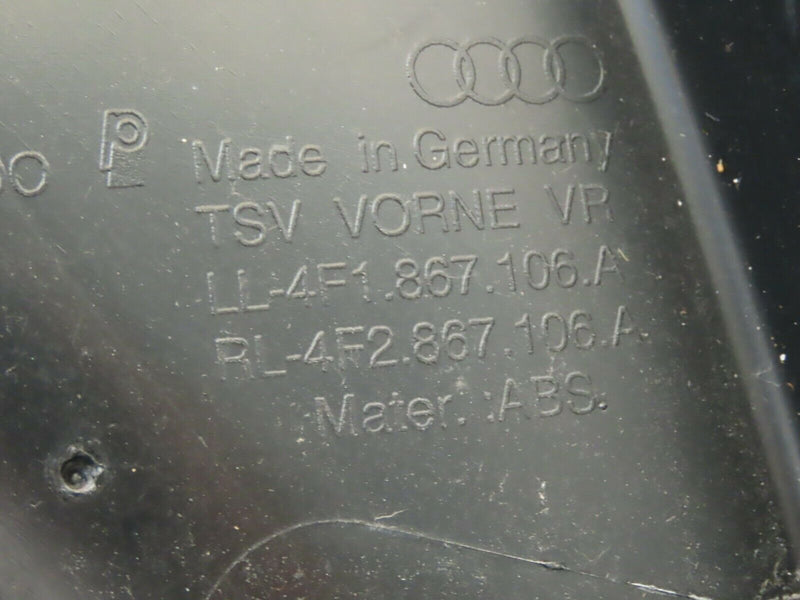 Made in Germany
TSV VORNE VR
LL-4F1.867.106.A
RL-4F2.867.106.A
Mater.:ABS.